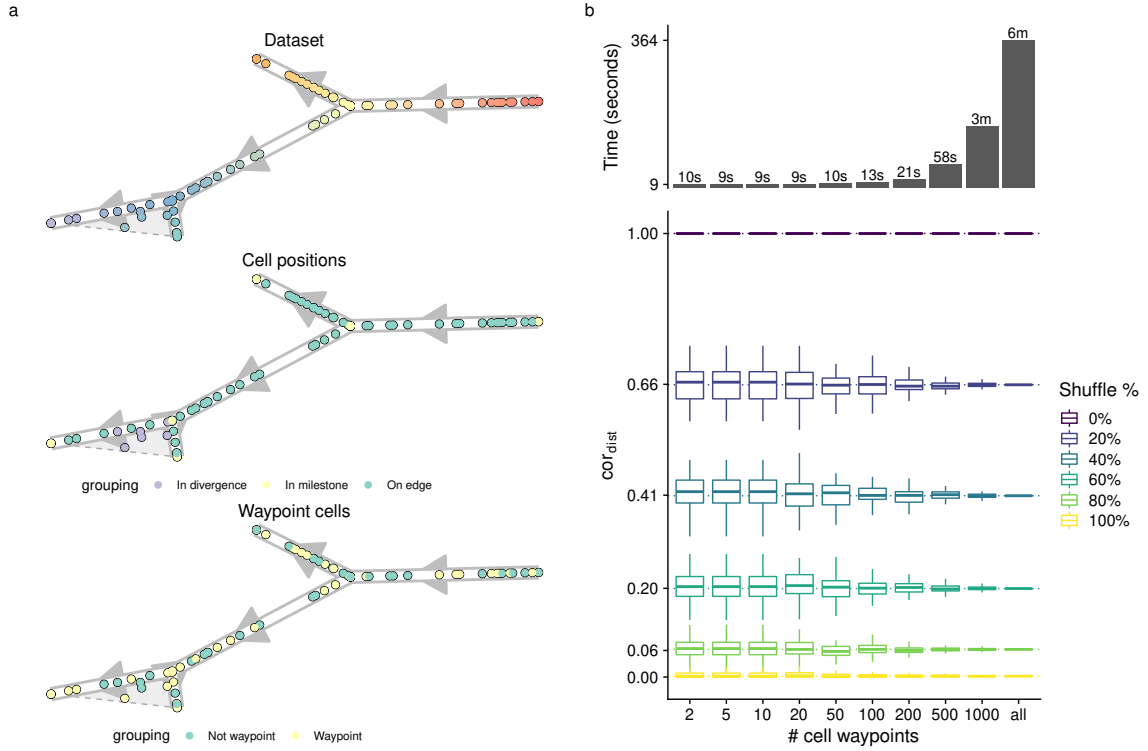 a
Dataset
Cell positions
grouping In divergence In milestone On edge
Waypoint cells
grouping Not waypoint Waypoint
b
Time (seconds)
364
9
10s 9s 9s 9s 10s 13s 21s 58s 3m 6m
cor_dist
1.00
0.66
0.41
0.20
0.06
0.00
2 5 10 20 50 100 200 500 1000 all
# cell waypoints
Shuffle %
0%
20%
40%
60%
80%
100%